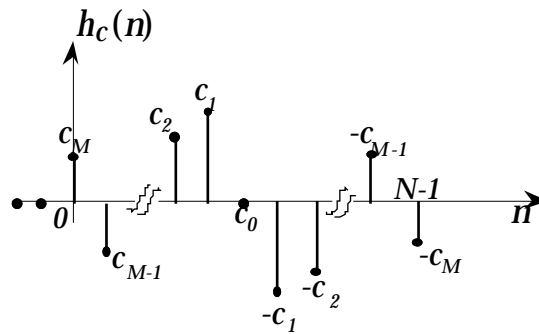 h_c(n)
c_1
c_2
c_M
-c_{M-1}
N-1
0
c_0
n
c_{M-1}
-c_M
-c_2
-c_1